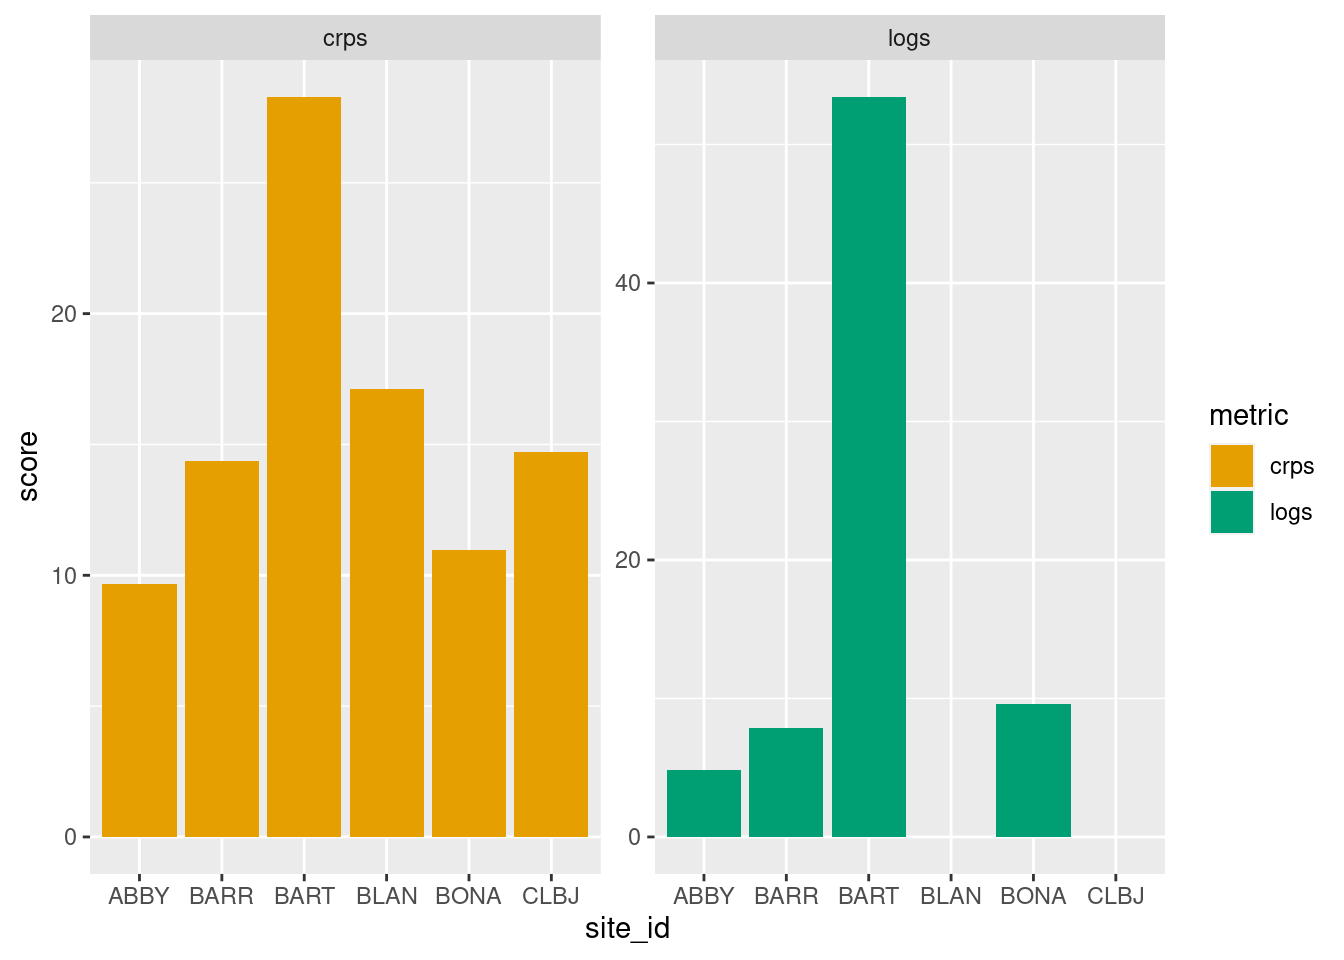 crps
logs
score
20
10
0
40
20
0
ABBY BARR BART BLAN BONA CLBJ
ABBY BARR BART BLAN BONA CLBJ
site_id
metric
crps
logs